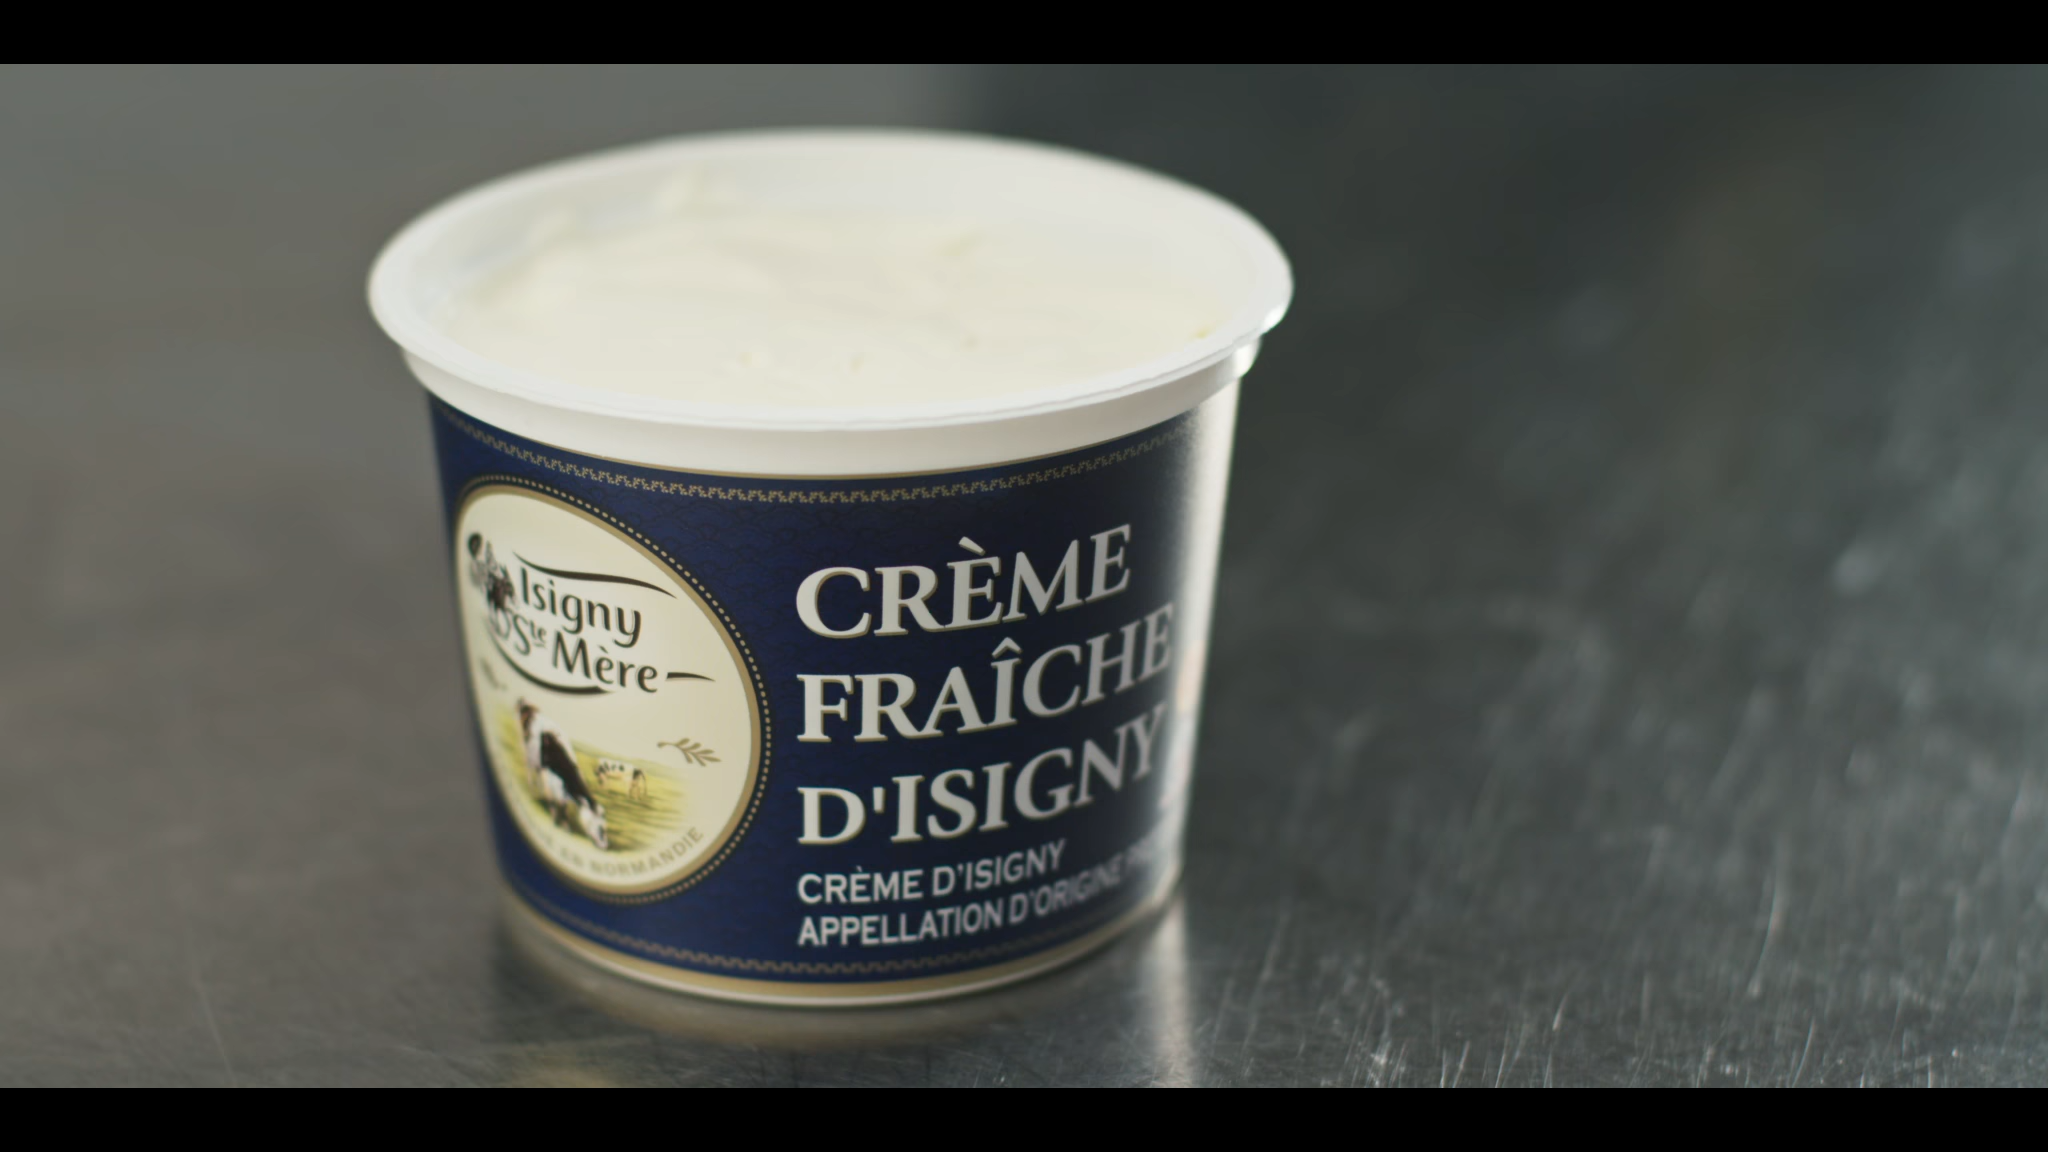 Isigny
Ste Mère
EN NORMANDIE
CRÈME
FRAÎCHE
D'ISIGNY
CRÈME D'ISIGNY
APPELLATION D'ORIGINE